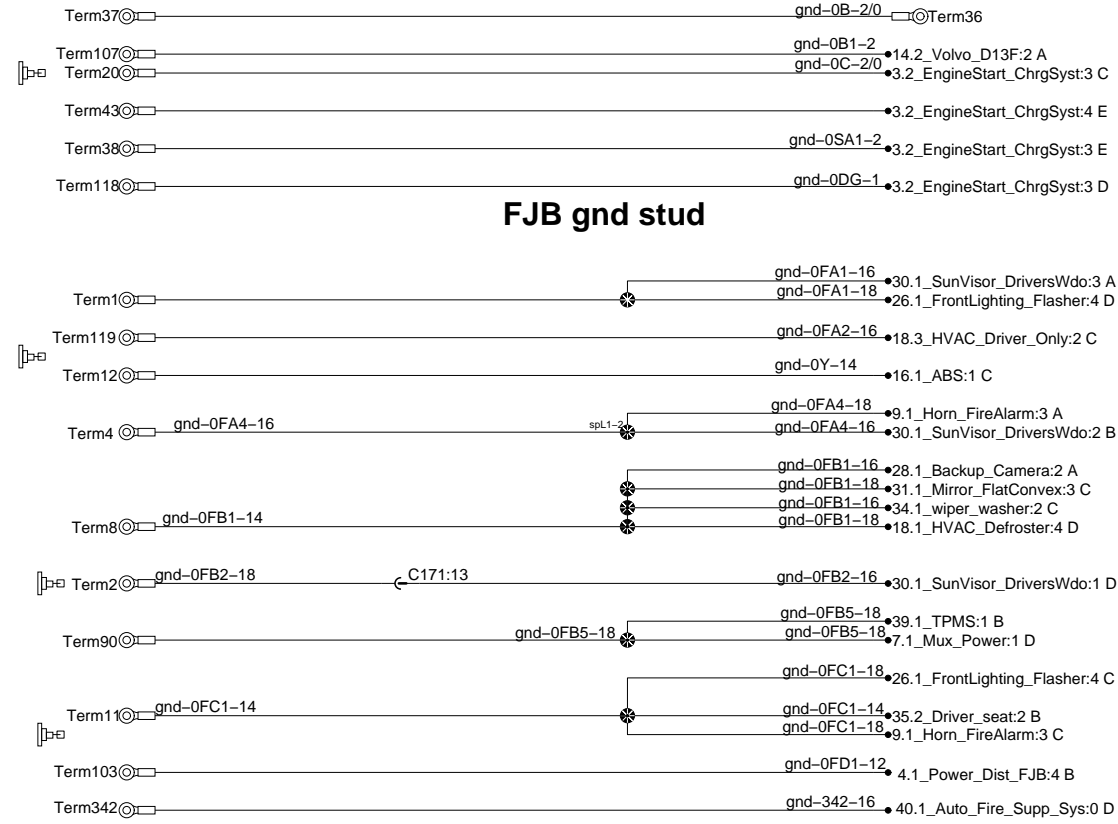 Term37 gnd–0B–2/0 Term36
Term107 gnd–0B1–2 14.2_Volvo_D13F:2 A
Term20 gnd–0C–2/0 3.2_EngineStart_ChrgSyst:3 C
Term43 3.2_EngineStart_ChrgSyst:4 E
Term38 gnd–0SA1–2 3.2_EngineStart_ChrgSyst:3 E
Term118 gnd–0DG–1 3.2_EngineStart_ChrgSyst:3 D
FJB gnd stud
gnd–0FA1–16 30.1_SunVisor_DriversWdo:3 A
Term1 gnd–0FA1–18 26.1_FrontLighting_Flasher:4 D
Term119 gnd–0FA2–16 18.3_HVAC_Driver_Only:2 C
Term12 gnd–0Y–14 16.1_ABS:1 C
gnd–0FA4–18 9.1_Horn_FireAlarm:3 A
Term4 gnd–0FA4–16 spL1–2 gnd–0FA4–16 30.1_SunVisor_DriversWdo:2 B
gnd–0FB1–16 28.1_Backup_Camera:2 A
gnd–0FB1–18 31.1_Mirror_FlatConvex:3 C
gnd–0FB1–16 34.1_wiper_washer:2 C
Term8 gnd–0FB1–14 gnd–0FB1–18 18.1_HVAC_Defroster:4 D
Term2 gnd–0FB2–18 C171:13 gnd–0FB2–16 30.1_SunVisor_DriversWdo:1 D
gnd–0FB5–18 39.1_TPMS:1 B
Term90 gnd–0FB5–18 gnd–0FB5–18 7.1_Mux_Power:1 D
gnd–0FC1–18 26.1_FrontLighting_Flasher:4 C
Term11 gnd–0FC1–14 gnd–0FC1–14 35.2_Driver_seat:2 B
gnd–0FC1–18 9.1_Horn_FireAlarm:3 C
Term103 gnd–0FD1–12 4.1_Power_Dist_FJB:4 B
Term342 gnd–342–16 40.1_Auto_Fire_Supp_Sys:0 D